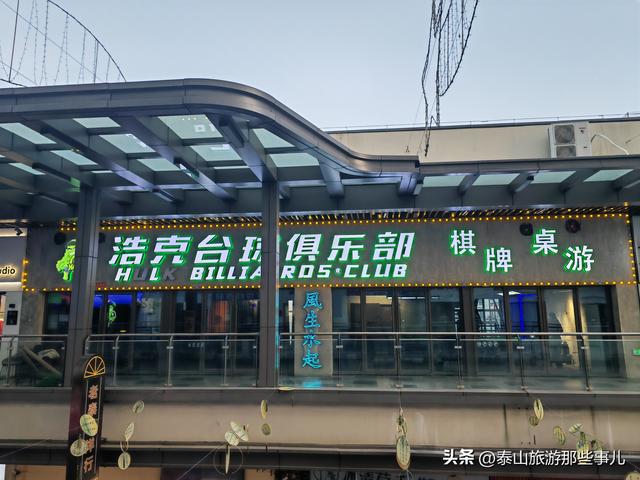 浩克台球俱乐部
HULK BILLIARDS·CLUB
棋牌桌游
風生水起
dio
头条 @泰山旅游那些事儿